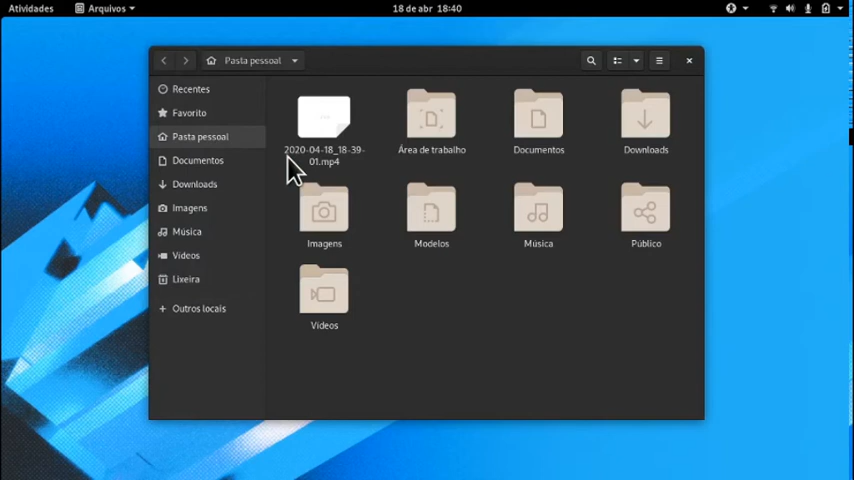 Atividades
Arquivos
18 de abr 18:40
Pasta pessoal
Recentes
Favorito
Pasta pessoal
Documentos
Downloads
Imagens
Música
Vídeos
Lixeira
+ Outros locais
2020-04-18_18-39-
01.mp4
Área de trabalho
Documentos
Downloads
Imagens
Modelos
Música
Público
Vídeos